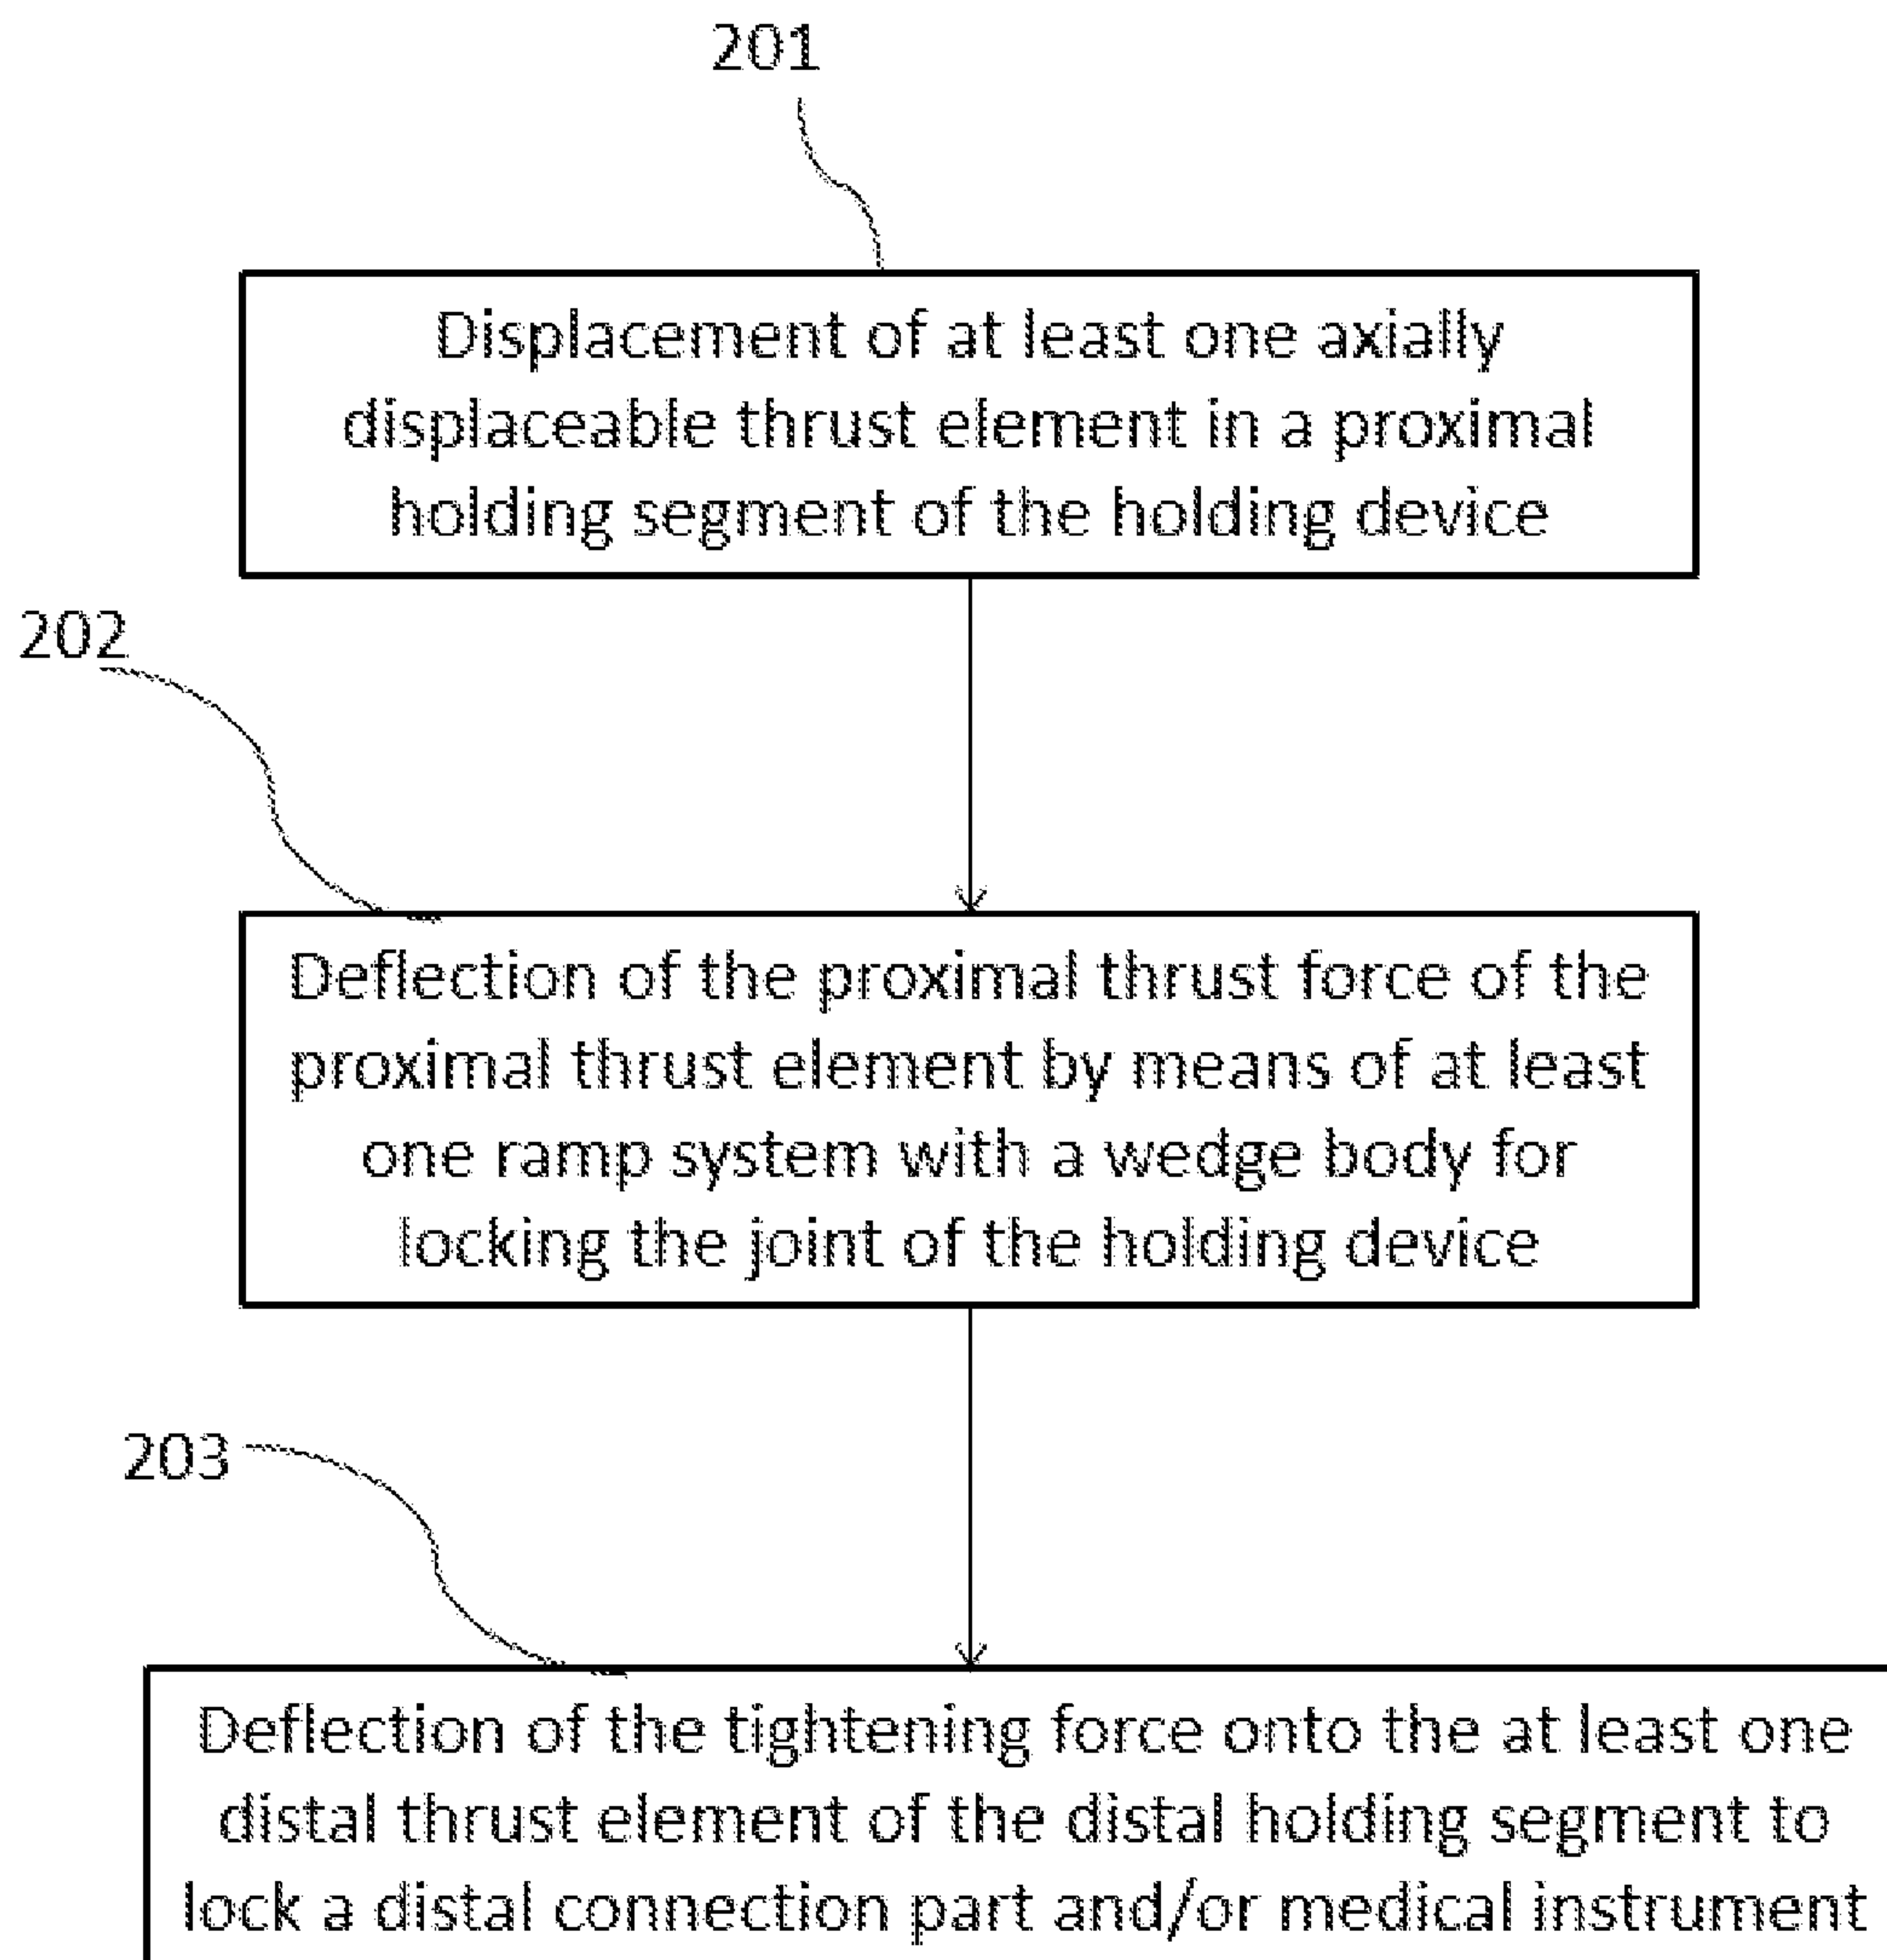 201
Displacement of at least one axially
displaceable thrust element in a proximal
holding segment of the holding device
202
Deflection of the proximal thrust force of the
proximal thrust element by means of at least
one ramp system with a wedge body for
locking the joint of the holding device
203
Deflection of the tightening force onto the at least one
distal thrust element of the distal holding segment to
lock a distal connection part and/or medical instrument